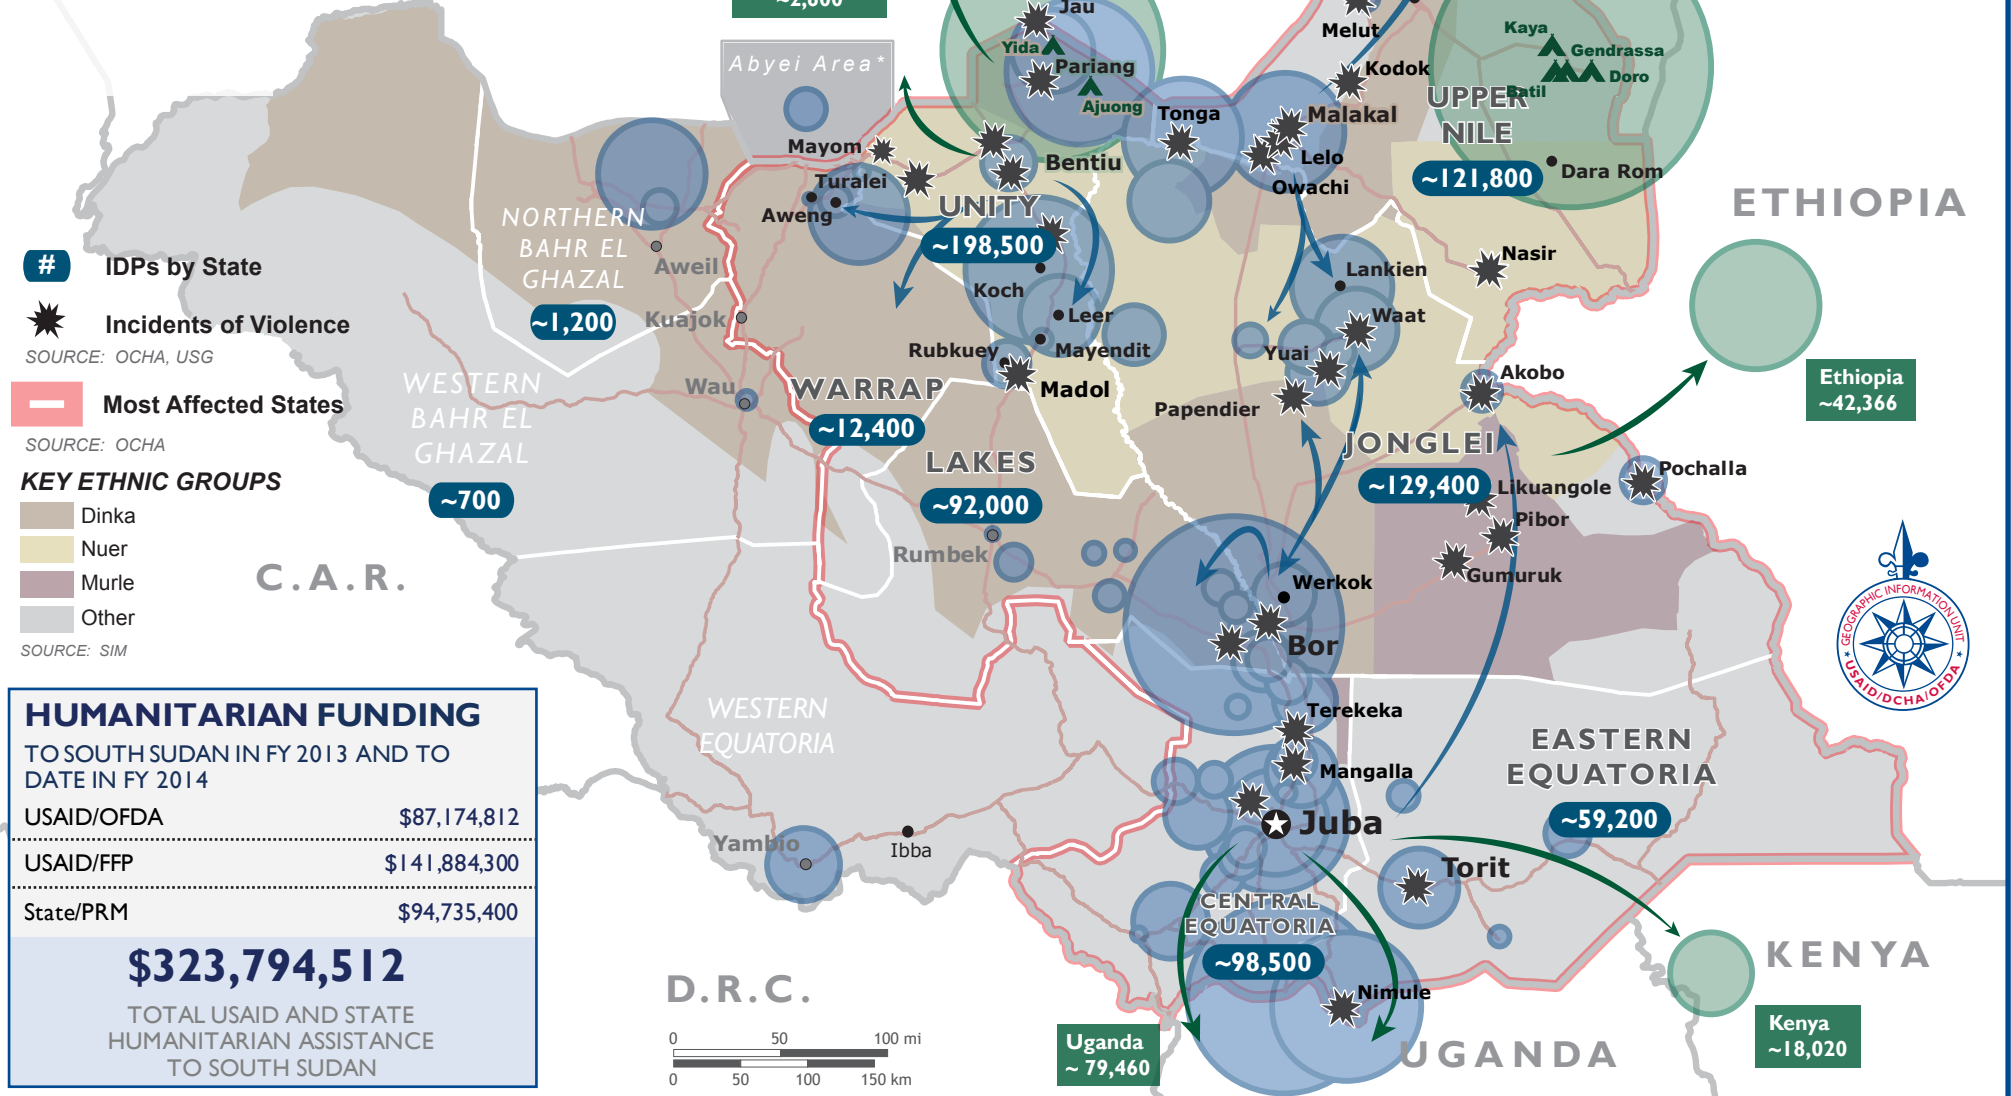 ~2,600
Jau
Yida
Pariang
Ajuong
Melut
Kodok
Kaya
Gendrassa
Doro
Batil
UPPER
NILE
~121,800
Dara Rom
Abyei Area*
Tonga
Malakal
Lelo
Owachi
Mayom
Bentiu
Turalei
Aweng
UNITY
~198,500
ETHIOPIA
NORTHERN
BAHR EL
GHAZAL
~1,200
Aweil
Kuajok
Nasir
Lankien
Koch
Leer
Waat
Rubkuey
Mayendit
Yuai
Madol
Akobo
Ethiopia
~42,366
# IDPs by State
Incidents of Violence
SOURCE: OCHA, USG
Most Affected States
SOURCE: OCHA
KEY ETHNIC GROUPS
Dinka
Nuer
Murle
Other
SOURCE: SIM
WESTERN
BAHR EL
GHAZAL
~700
Wau
WARRAP
~12,400
Papendier
LAKES
~92,000
JONGLEI
~129,400
Likuangole
Pochalla
Pibor
Gumuruk
Rumbek
Werkok
Bor
C.A.R.
GEOGRAPHIC INFORMATION UNIT
USAID/DCHA/OFDA
WESTERN
EQUATORIA
Terekeka
Mangalla
EASTERN
EQUATORIA
~59,200
Juba
Yambio
Ibba
Torit
CENTRAL
EQUATORIA
~98,500
Nimule
KENYA
Kenya
~18,020
D.R.C.
UGANDA
Uganda
~ 79,460
0 50 100 mi
0 50 100 150 km
HUMANITARIAN FUNDING
TO SOUTH SUDAN IN FY 2013 AND TO
DATE IN FY 2014
USAID/OFDA $87,174,812
USAID/FFP $141,884,300
State/PRM $94,735,400
$323,794,512
TOTAL USAID AND STATE
HUMANITARIAN ASSISTANCE
TO SOUTH SUDAN